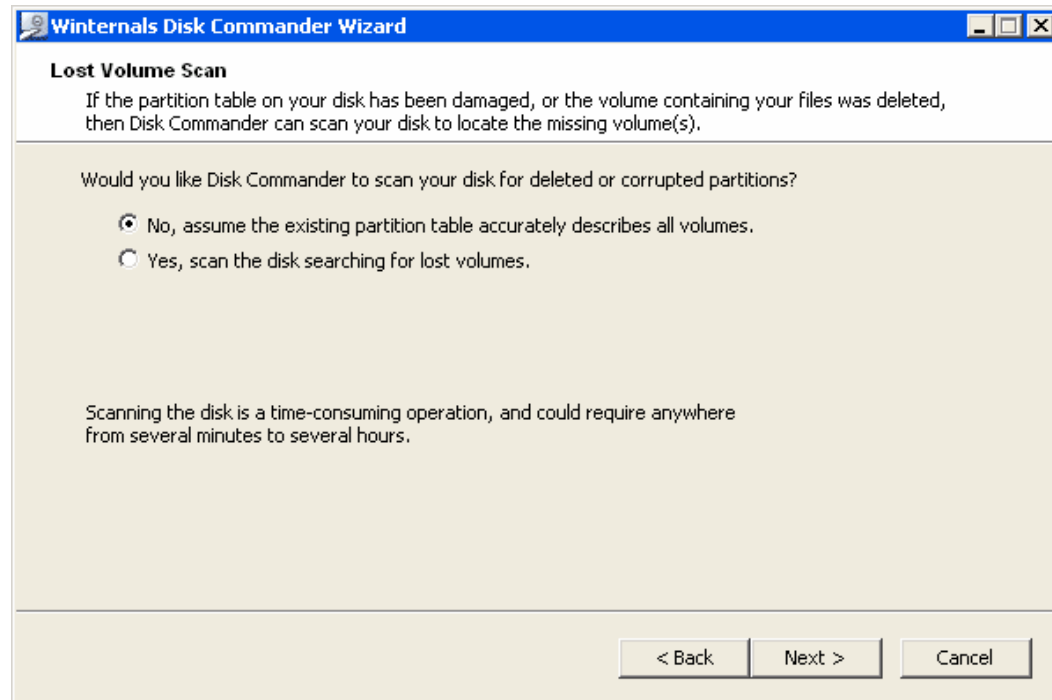 Winternals Disk Commander Wizard
Lost Volume Scan
If the partition table on your disk has been damaged, or the volume containing your files was deleted,
then Disk Commander can scan your disk to locate the missing volume(s).
Would you like Disk Commander to scan your disk for deleted or corrupted partitions?
No, assume the existing partition table accurately describes all volumes.
Yes, scan the disk searching for lost volumes.
Scanning the disk is a time-consuming operation, and could require anywhere
from several minutes to several hours.
< Back
Next >
Cancel